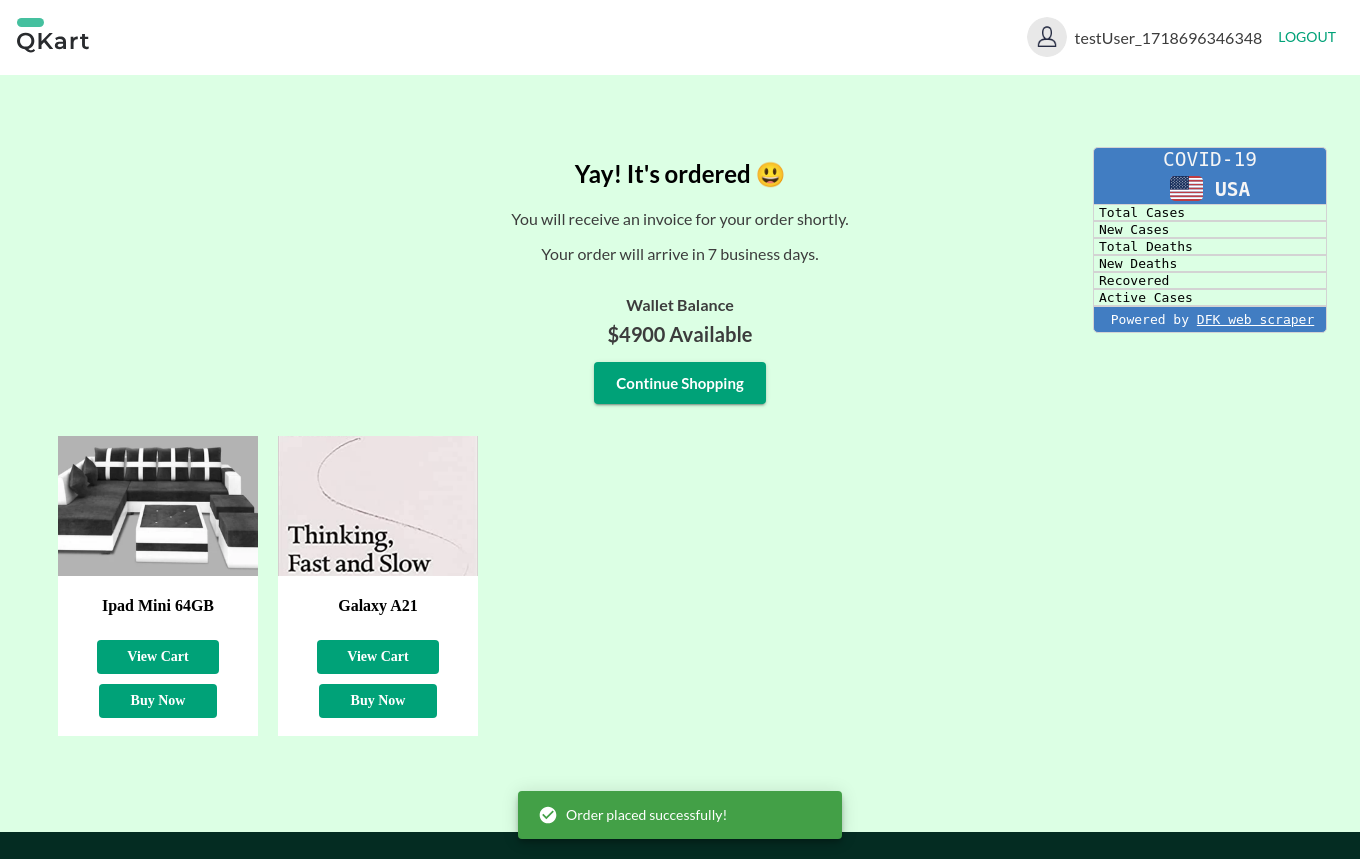 QKart
testUser_1718696346348
LOGOUT
Yay! It's ordered 😃
You will receive an invoice for your order shortly.
Your order will arrive in 7 business days.
Wallet Balance
$4900 Available
Continue Shopping
COVID-19
USA
Total Cases
New Cases
Total Deaths
New Deaths
Recovered
Active Cases
Powered by DFK web scraper
Thinking,
Fast and Slow
Ipad Mini 64GB
View Cart
Buy Now
Galaxy A21
View Cart
Buy Now
Order placed successfully!